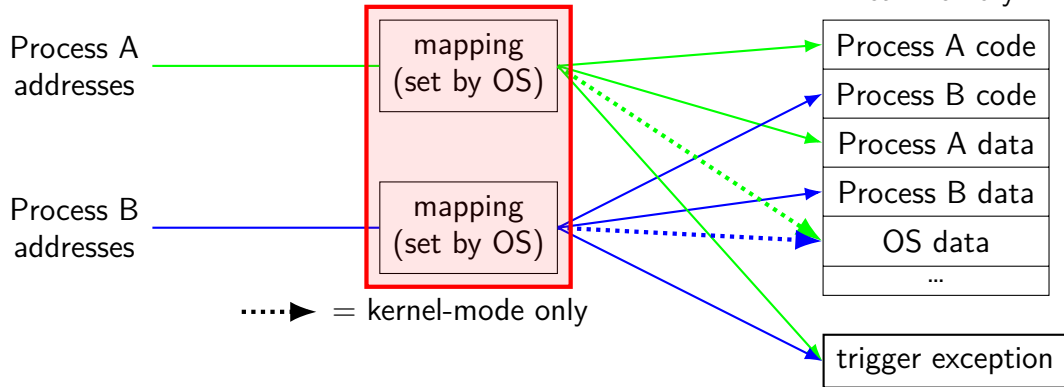 Process A
addresses
mapping
(set by OS)
Process A code
Process B code
Process A data
Process B data
OS data
...
Process B
addresses
mapping
(set by OS)
= kernel-mode only
trigger exception